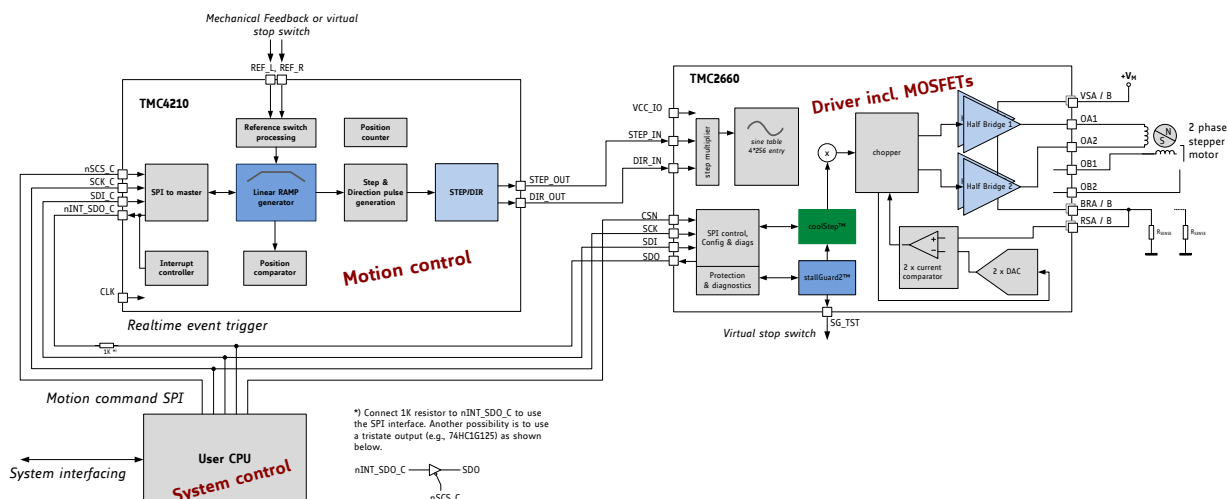 Mechanical Feedback or virtual
stop switch
REF_L, REF_R
TMC4210
Reference switch
processing
Position
counter
nSCS_C
SCK_C
SDI_C
nINT_SDO_C
SPI to master
Linear RAMP
generator
Step &
Direction pulse
generation
STEP/DIR
STEP_OUT
DIR_OUT
Interrupt
controller
Position
comparator
Motion control
CLK
Realtime event trigger
1K *)
Motion command SPI
User CPU
System control
System interfacing
*) Connect 1K resistor to nINT_SDO_C to use
the SPI interface. Another possibility is to use
a tristate output (e.g., 74HC1G125) as shown
below.
nINT_SDO_C
SDO
nSCS_C
TMC2660
Driver incl. MOSFETs
VCC_IO
STEP_IN
DIR_IN
step multiplier
sine table
4*256 entry
x
chopper
Half Bridge 1
Half Bridge 2
+VM
VSA / B
OA1
OA2
OB1
OB2
BRA / B
RSA / B
N
S
2 phase
stepper
motor
RSENSE
RSENSE
CSN
SCK
SDI
SDO
SPI control,
Config & diags
Protection
& diagnostics
coolStep™
stallGuard2™
+
-
2 x current
comparator
2 x DAC
SG_TST
Virtual stop switch